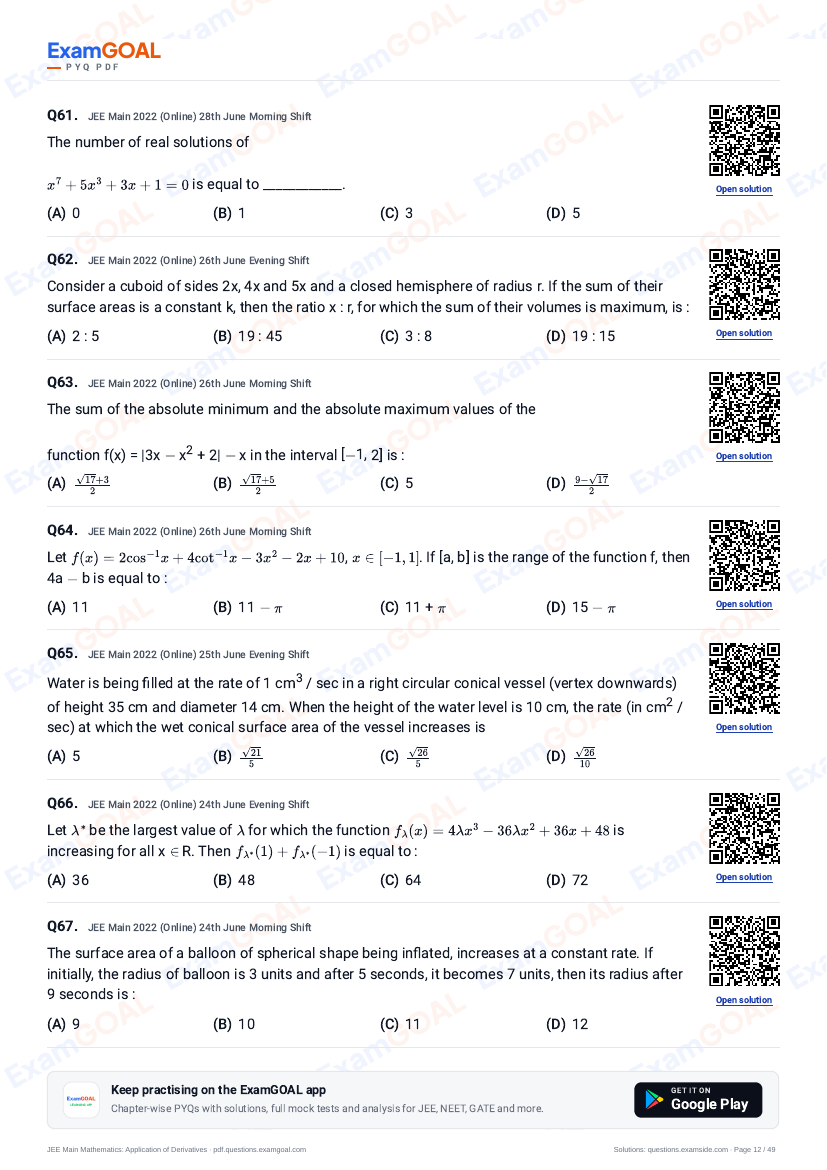 ExamGOAL
PYQ PDF
Q61. JEE Main 2022 (Online) 28th June Morning Shift
The number of real solutions of
x⁷ + 5x³ + 3x + 1 = 0 is equal to ____________.
(A) 0 (B) 1 (C) 3 (D) 5
Open solution
Q62. JEE Main 2022 (Online) 26th June Evening Shift
Consider a cuboid of sides 2x, 4x and 5x and a closed hemisphere of radius r. If the sum of their
surface areas is a constant k, then the ratio x : r, for which the sum of their volumes is maximum, is :
(A) 2 : 5 (B) 19 : 45 (C) 3 : 8 (D) 19 : 15
Open solution
Q63. JEE Main 2022 (Online) 26th June Morning Shift
The sum of the absolute minimum and the absolute maximum values of the
function f(x) = |3x − x² + 2| − x in the interval [−1, 2] is :
(A) (√17+3)/2 (B) (√17+5)/2 (C) 5 (D) (9−√17)/2
Open solution
Q64. JEE Main 2022 (Online) 26th June Morning Shift
Let f(x) = 2cos⁻¹x + 4cot⁻¹x − 3x² − 2x + 10, x ∈ [−1, 1]. If [a, b] is the range of the function f, then
4a − b is equal to :
(A) 11 (B) 11 − π (C) 11 + π (D) 15 − π
Open solution
Q65. JEE Main 2022 (Online) 25th June Evening Shift
Water is being filled at the rate of 1 cm³ / sec in a right circular conical vessel (vertex downwards)
of height 35 cm and diameter 14 cm. When the height of the water level is 10 cm, the rate (in cm² /
sec) at which the wet conical surface area of the vessel increases is
(A) 5 (B) √21/5 (C) √26/5 (D) √26/10
Open solution
Q66. JEE Main 2022 (Online) 24th June Evening Shift
Let λ* be the largest value of λ for which the function f_λ(x) = 4λx³ − 36λx² + 36x + 48 is
increasing for all x ∈ R. Then f_λ*(1) + f_λ*(−1) is equal to :
(A) 36 (B) 48 (C) 64 (D) 72
Open solution
Q67. JEE Main 2022 (Online) 24th June Morning Shift
The surface area of a balloon of spherical shape being inflated, increases at a constant rate. If
initially, the radius of balloon is 3 units and after 5 seconds, it becomes 7 units, then its radius after
9 seconds is :
(A) 9 (B) 10 (C) 11 (D) 12
Open solution
ExamGOAL
Keep practising on the ExamGOAL app
Chapter-wise PYQs with solutions, full mock tests and analysis for JEE, NEET, GATE and more.
GET IT ON
Google Play
JEE Main Mathematics: Application of Derivatives · pdf.questions.examgoal.com
Solutions: questions.examside.com · Page 12 / 49